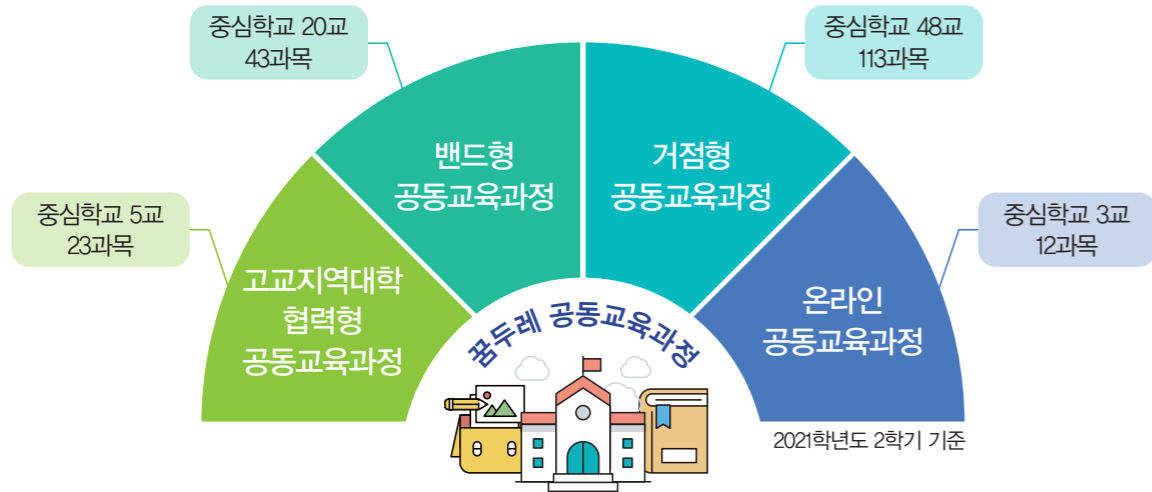 중심학교 20교
43과목
중심학교 48교
113과목
밴드형
공동교육과정
거점형
공동교육과정
중심학교 5교
23과목
중심학교 3교
12과목
고교지역대학
협력형
공동교육과정
온라인
공동교육과정
꿈두레 공동교육과정
2021학년도 2학기 기준